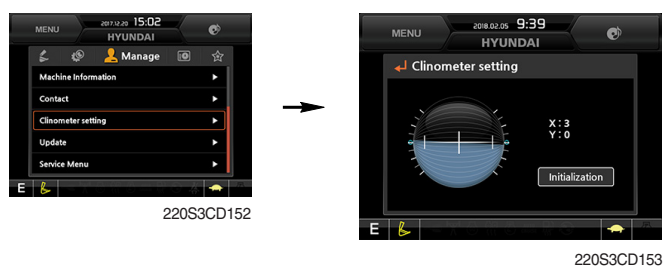 MENU
2017.12.20 15:02
HYUNDAI
Manage
Machine Information
Contact
Clinometer setting
Update
Service Menu
E
220S3CD152
MENU
2018.02.05 9:39
HYUNDAI
Clinometer setting
X : 3
Y : 0
Initialization
E
220S3CD153